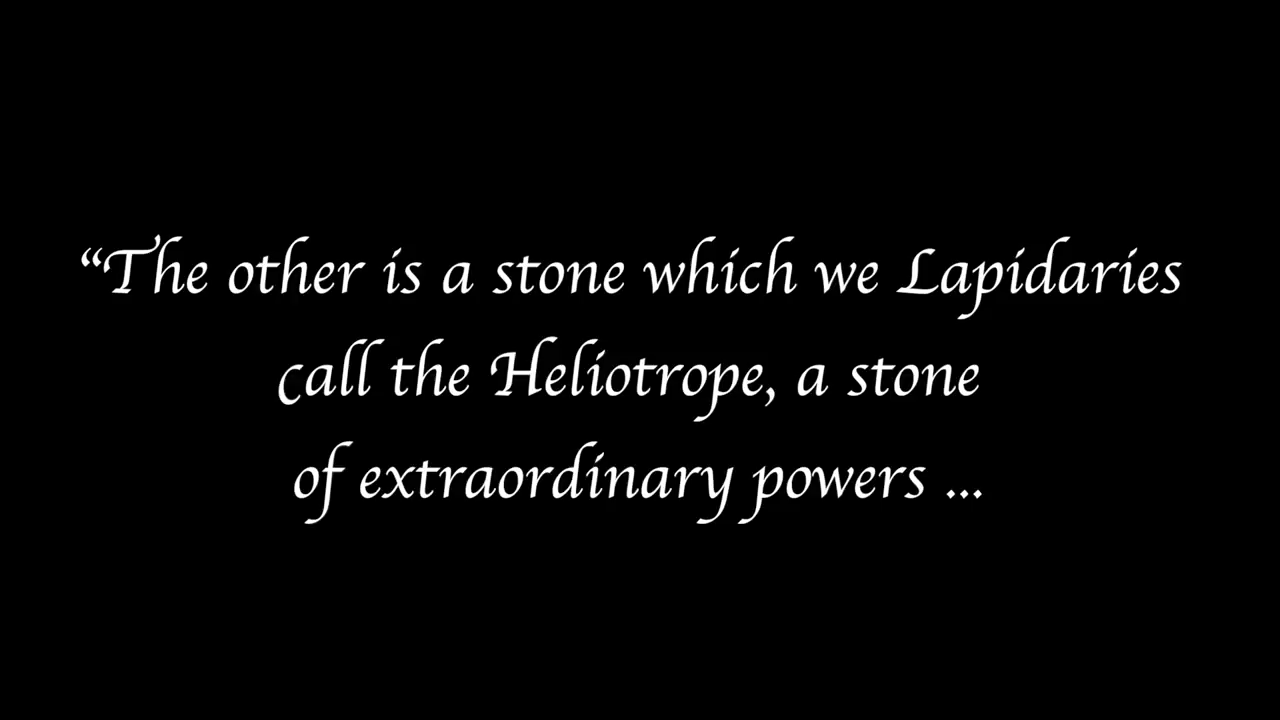 “The other is a stone which we Lapidaries
call the Heliotrope, a stone
of extraordinary powers ...